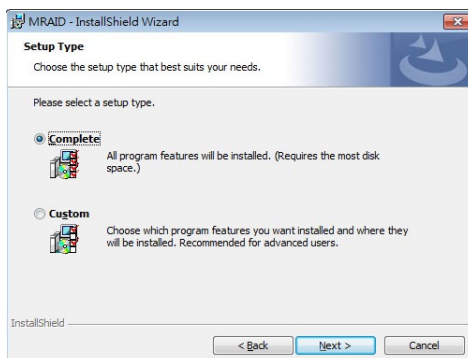 MRAID - InstallShield Wizard
Setup Type
Choose the setup type that best suits your needs.
Please select a setup type.
Complete
All program features will be installed. (Requires the most disk
space.)
Custom
Choose which program features you want installed and where they
will be installed. Recommended for advanced users.
InstallShield
< Back Next > Cancel